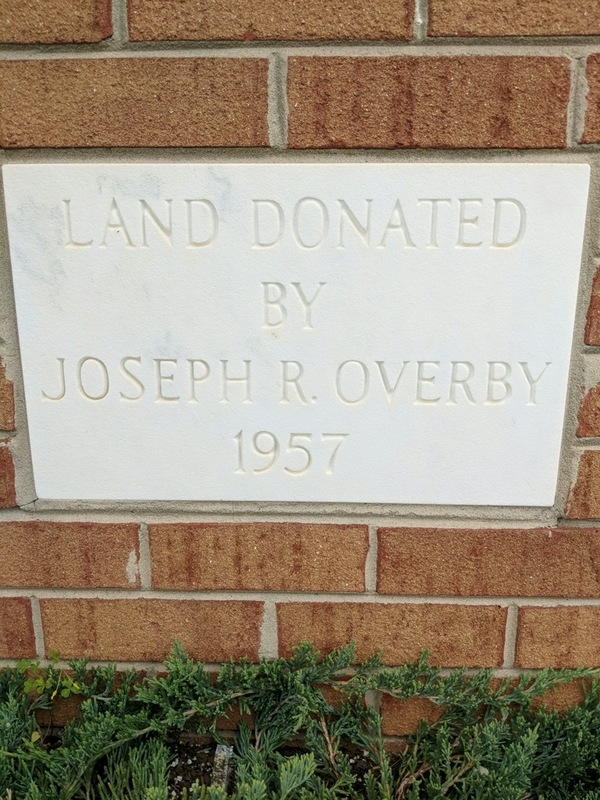 LAND DONATED
BY
JOSEPH R. OVERBY
1957